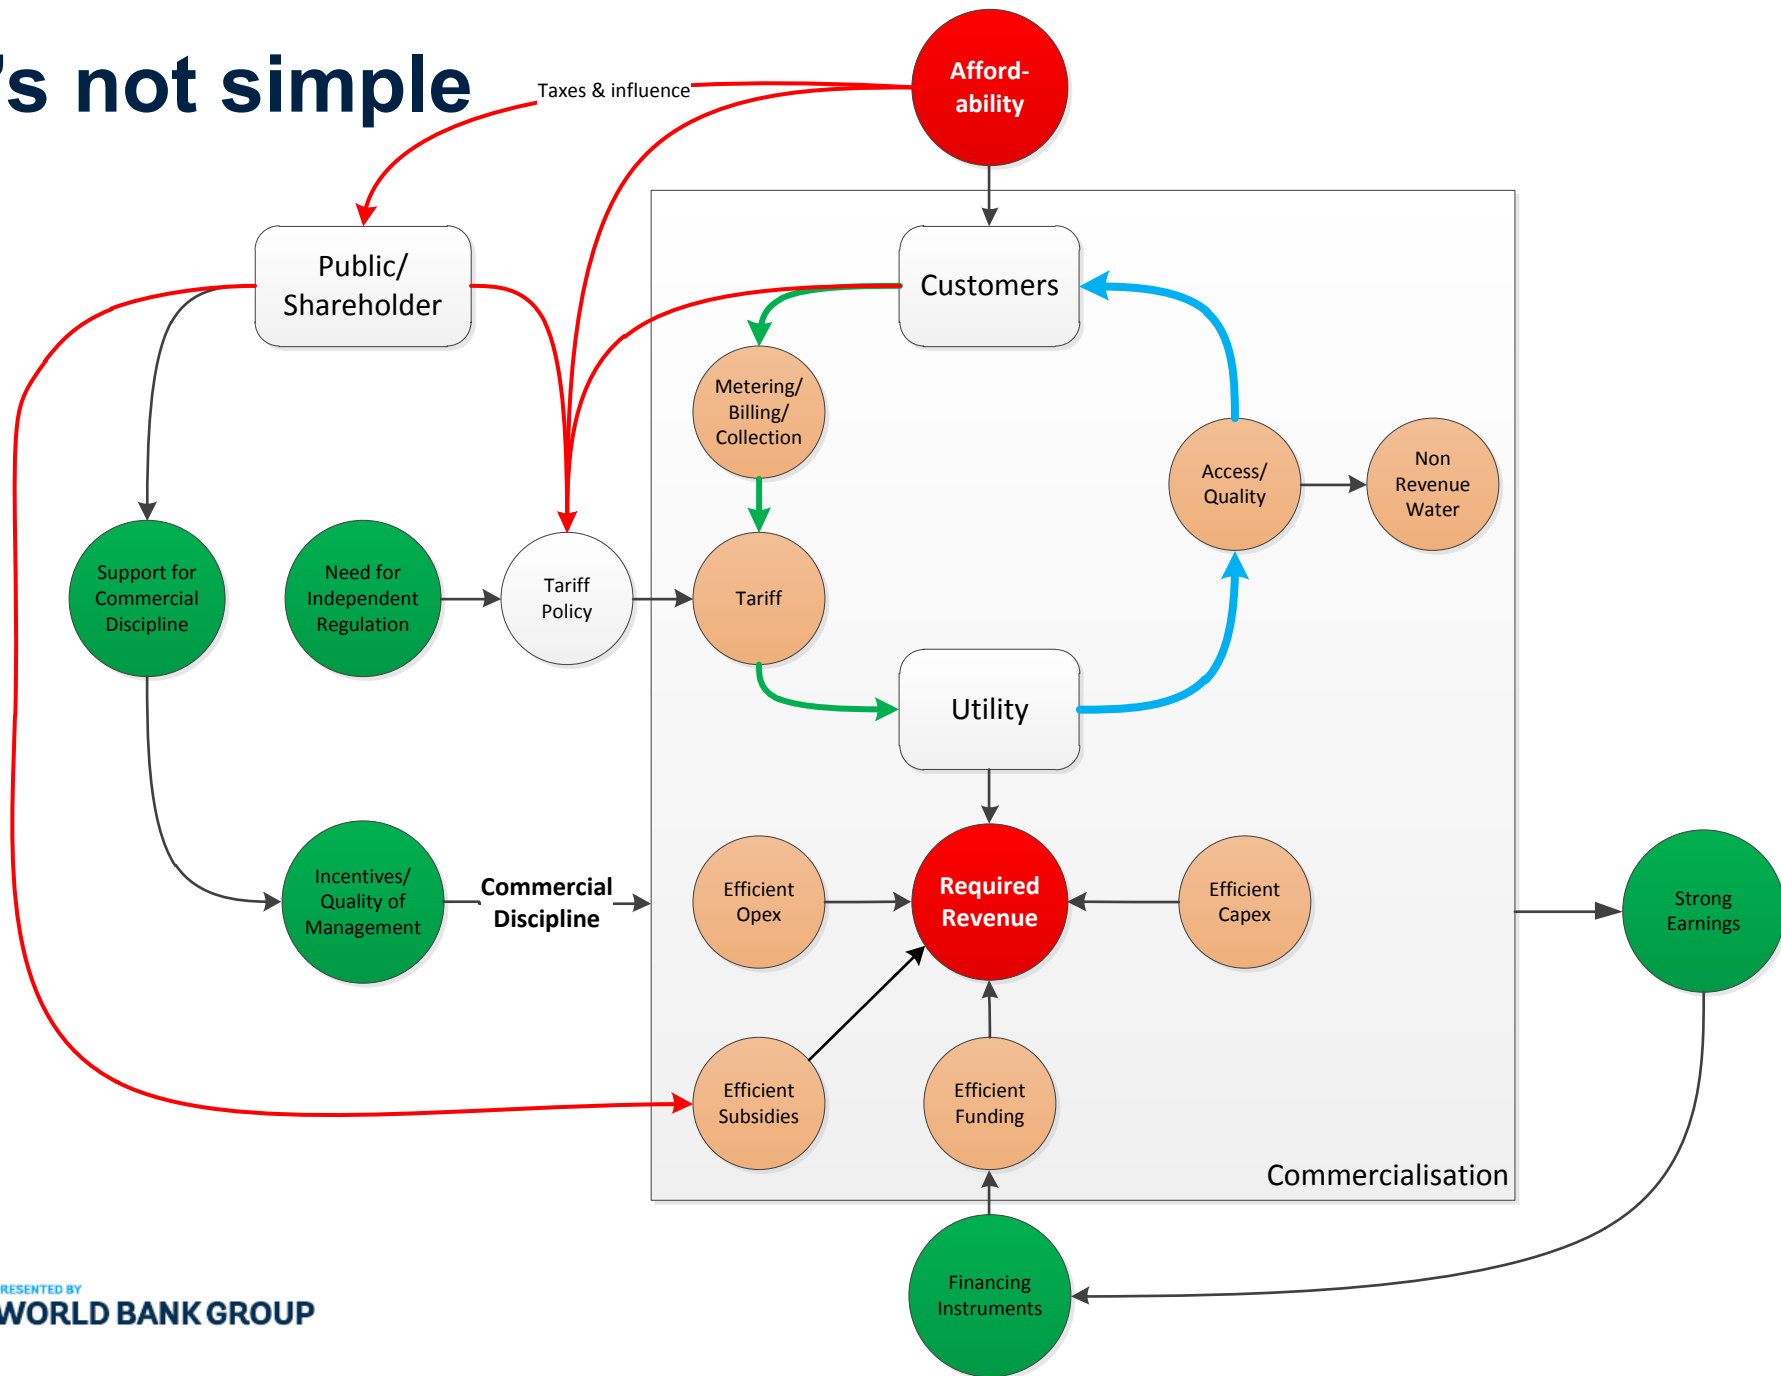 's not simple
Taxes & influence
Afford-
ability
Public/
Shareholder
Customers
Metering/
Billing/
Collection
Access/
Quality
Non
Revenue
Water
Support for
Commercial
Discipline
Need for
Independent
Regulation
Tariff
Policy
Tariff
Utility
Incentives/
Quality of
Management
Commercial
Discipline
Efficient
Opex
Required
Revenue
Efficient
Capex
Strong
Earnings
Efficient
Subsidies
Efficient
Funding
Commercialisation
Financing
Instruments
RESENTED BY
WORLD BANK GROUP